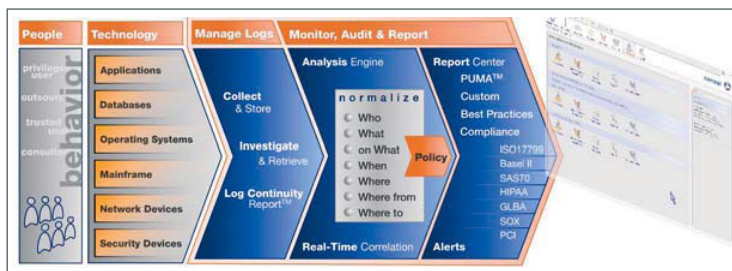 People
Technology
Manage Logs
Monitor, Audit & Report
privileged
user
outsourc
trusted
consultant
behavior
Applications
Databases
Operating Systems
Mainframe
Network Devices
Security Devices
Collect
& Store
Investigate
& Retrieve
Log Continuity
Report™
Analysis Engine
normalize
Who
What
on What
When
Where
Where from
Where to
Real-Time Correlation
Policy
Report Center
PUMA™
Custom
Best Practices
Compliance
ISO17799
Basel II
SAS70
HIPAA
GLBA
SOX
PCI
Alerts